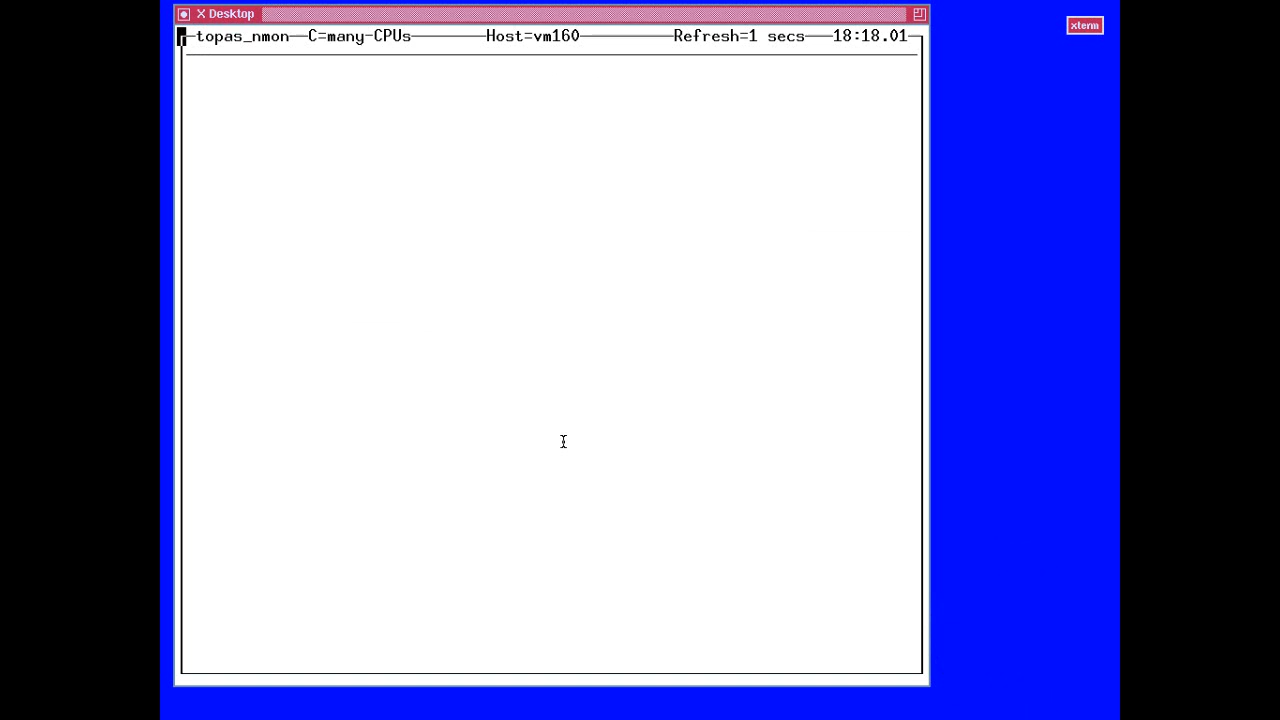 X Desktop
xterm
topas_nmon C=many-CPUs Host=vm160 Refresh=1 secs 18:18.01